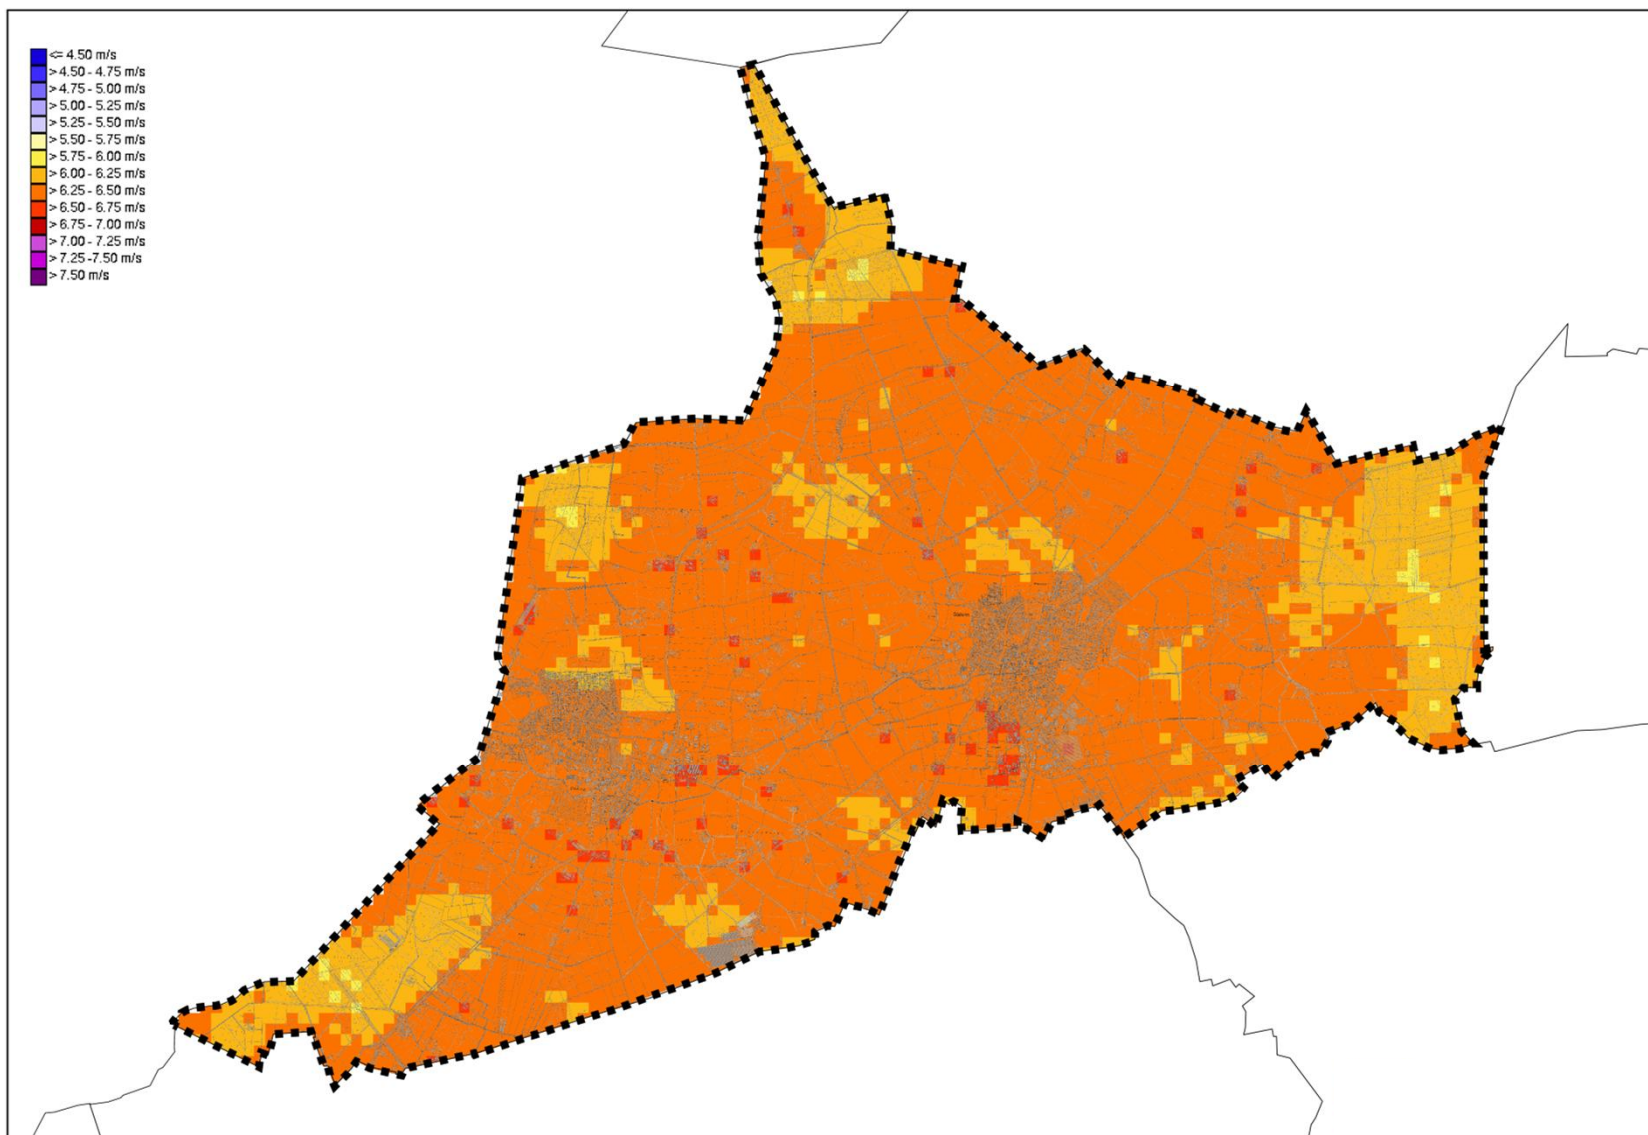 <= 4.50 m/s
> 4.50 - 4.75 m/s
> 4.75 - 5.00 m/s
> 5.00 - 5.25 m/s
> 5.25 - 5.50 m/s
> 5.50 - 5.75 m/s
> 5.75 - 6.00 m/s
> 6.00 - 6.25 m/s
> 6.25 - 6.50 m/s
> 6.50 - 6.75 m/s
> 6.75 - 7.00 m/s
> 7.00 - 7.25 m/s
> 7.25 -7.50 m/s
> 7.50 m/s